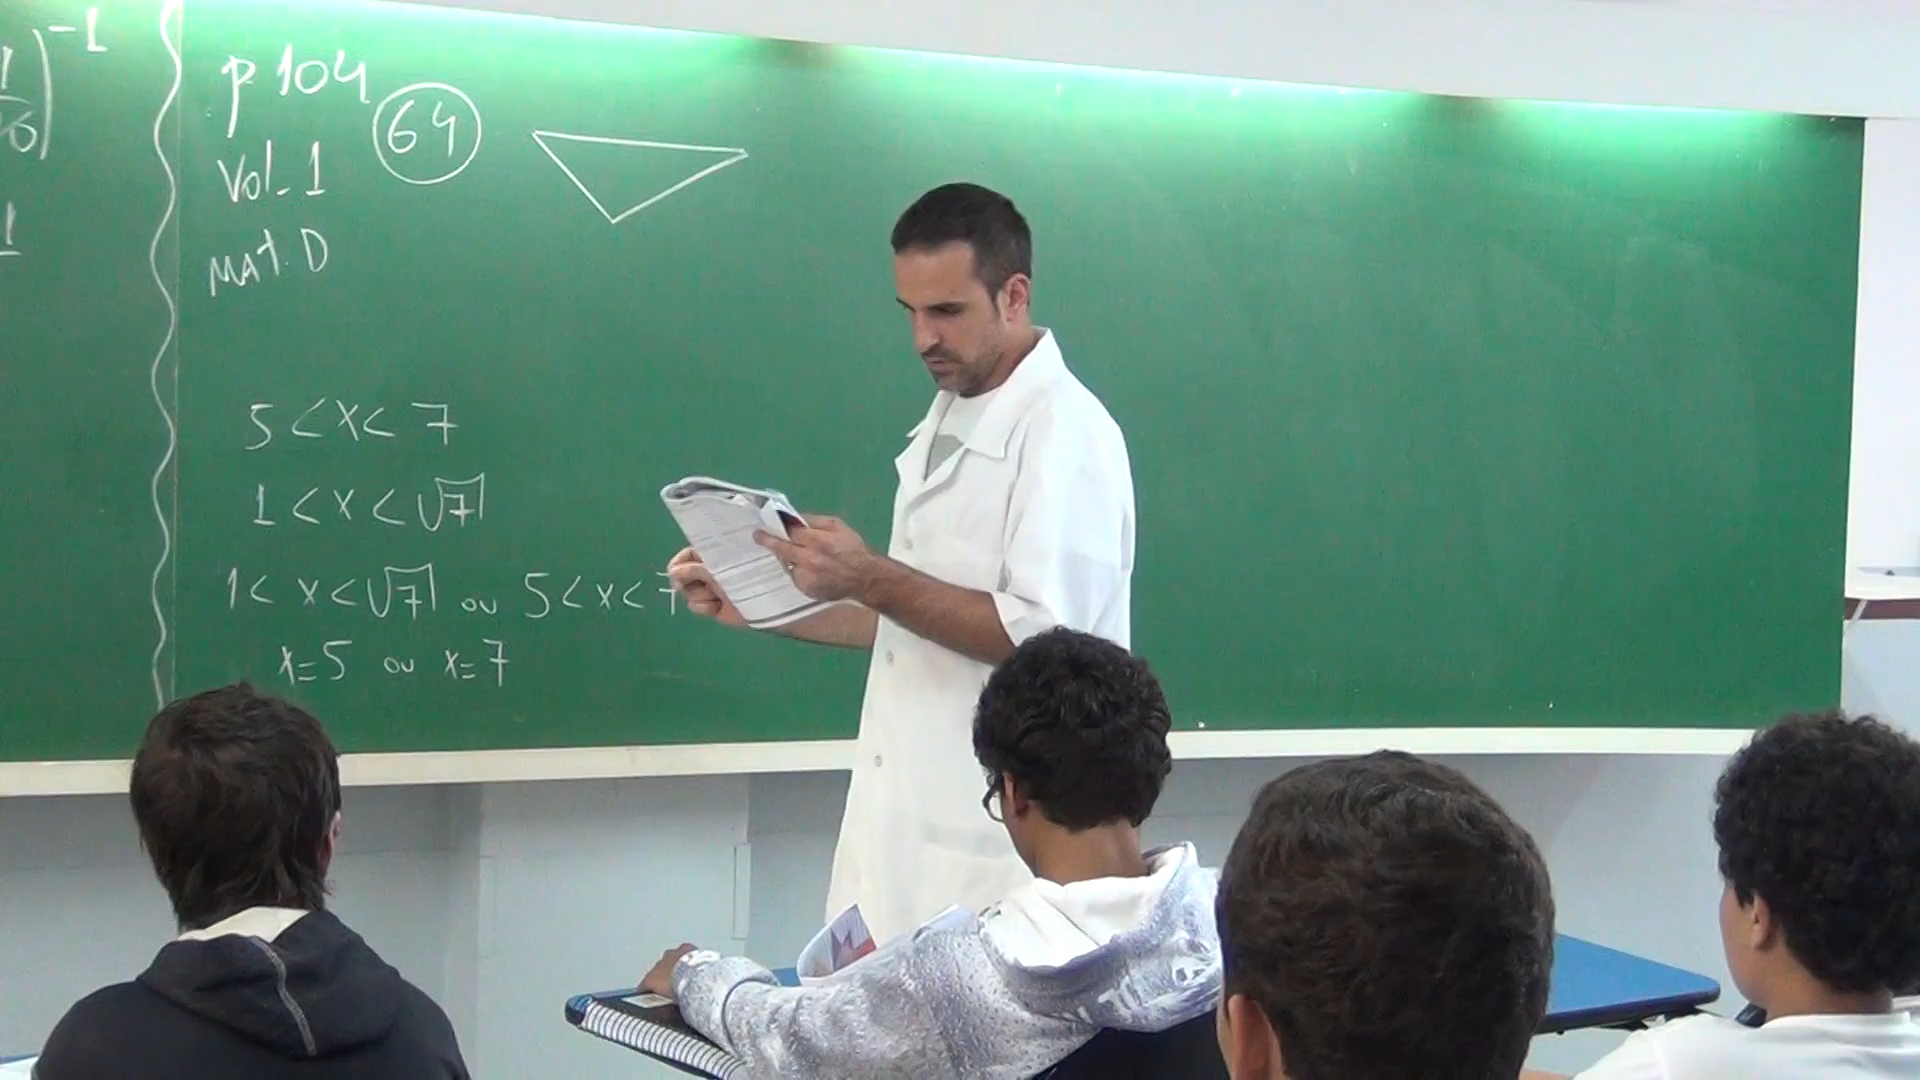 p 104
64
Vol. 1
Mat. D
5 < x < 7
1 < x < √7
1 < x < √7 ou 5 < x < 7
x = 5 ou x = 7